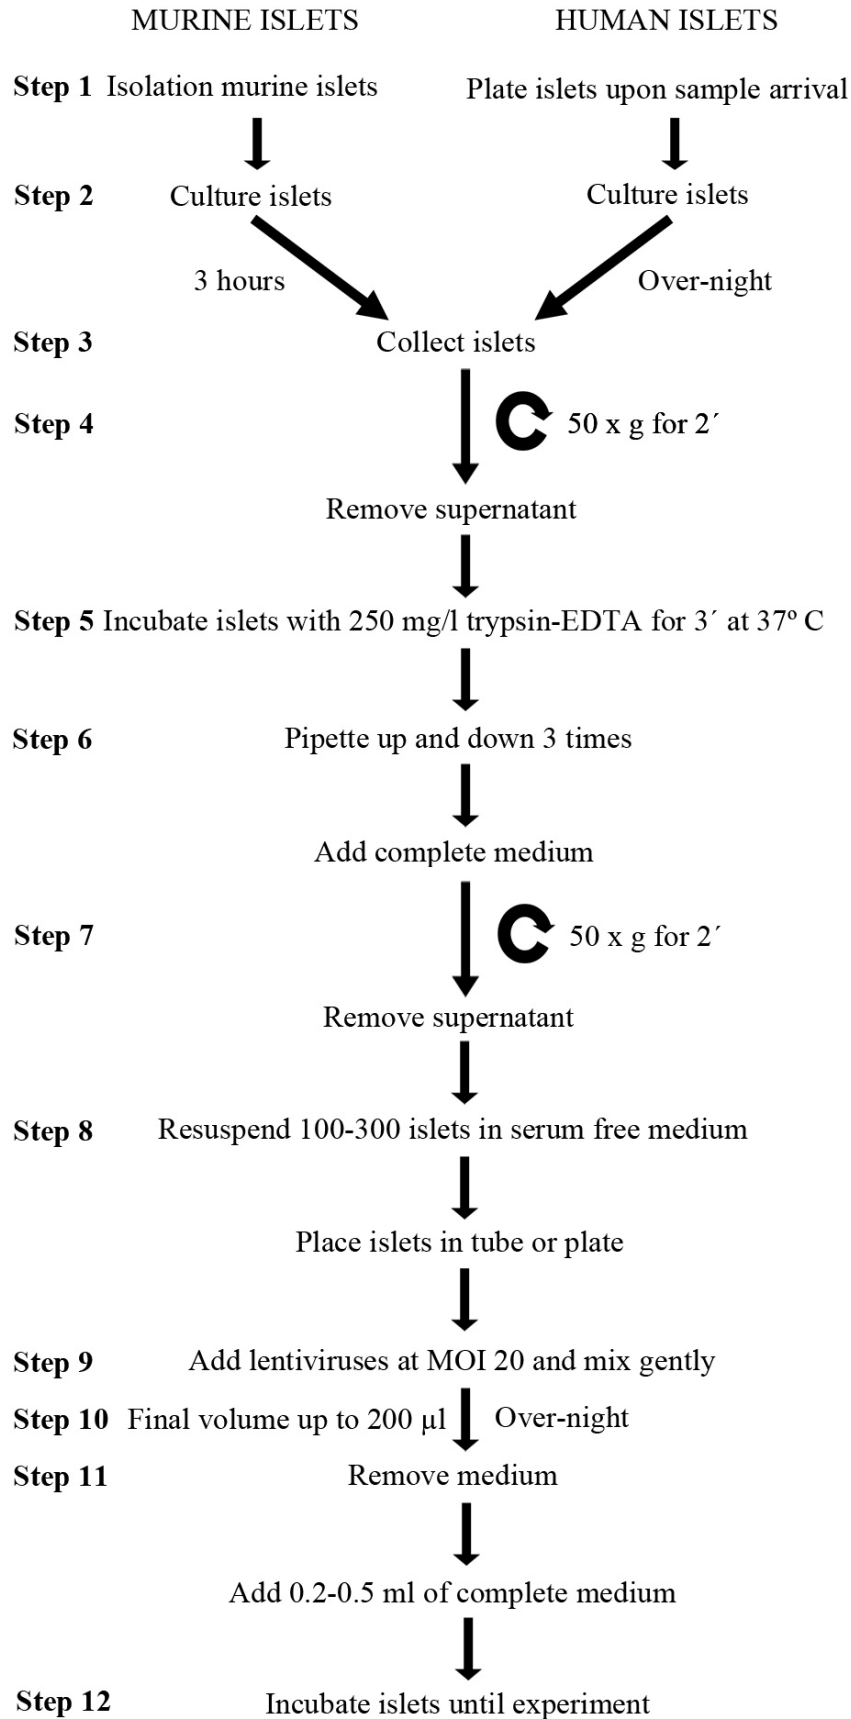 MURINE ISLETS HUMAN ISLETS
Step 1 Isolation murine islets Plate islets upon sample arrival
Step 2 Culture islets Culture islets
3 hours Over-night
Step 3 Collect islets
Step 4 50 x g for 2´
Remove supernatant
Step 5 Incubate islets with 250 mg/l trypsin-EDTA for 3´ at 37º C
Step 6 Pipette up and down 3 times
Add complete medium
Step 7 50 x g for 2´
Remove supernatant
Step 8 Resuspend 100-300 islets in serum free medium
Place islets in tube or plate
Step 9 Add lentiviruses at MOI 20 and mix gently
Step 10 Final volume up to 200 µl Over-night
Step 11 Remove medium
Add 0.2-0.5 ml of complete medium
Step 12 Incubate islets until experiment